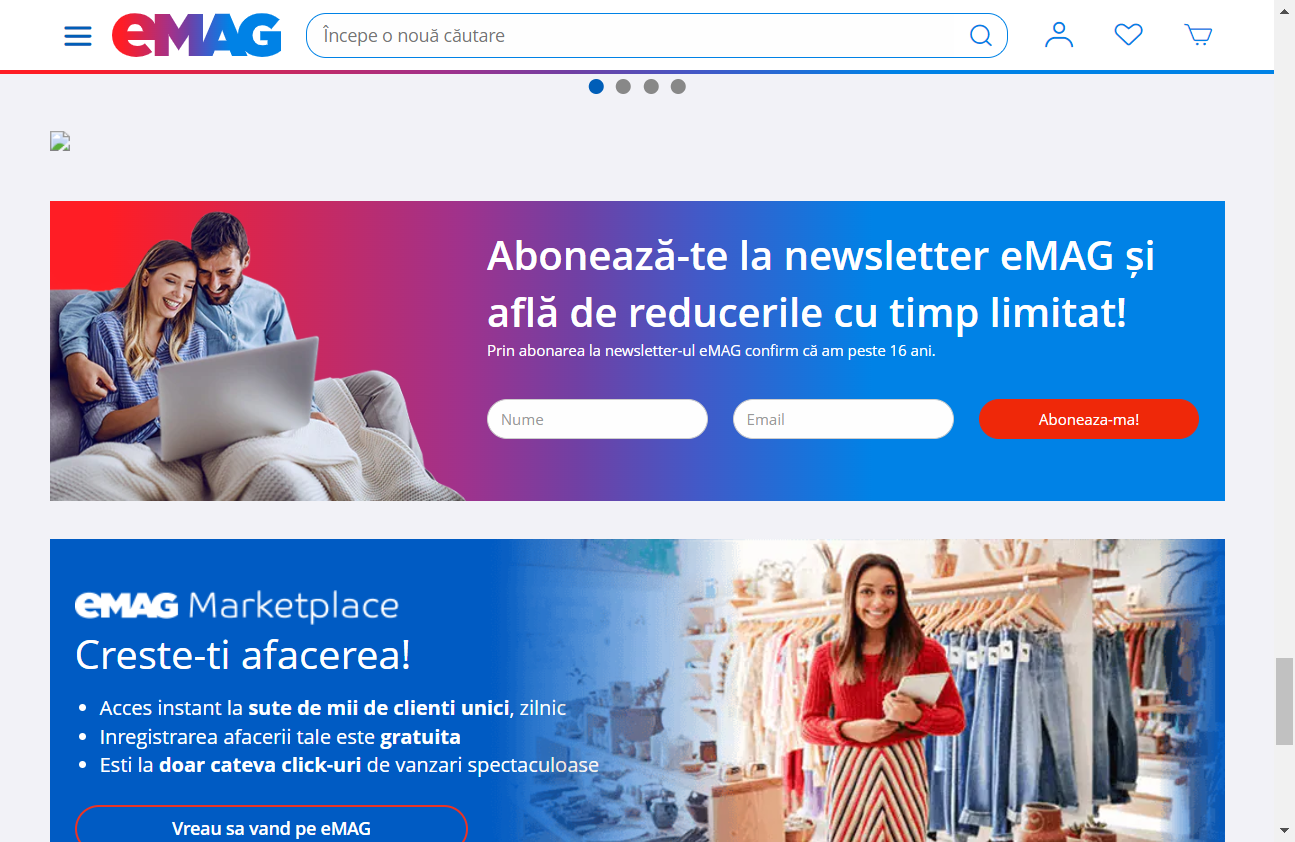 eMAG
Începe o nouă căutare
Abonează-te la newsletter eMAG și
află de reducerile cu timp limitat!
Prin abonarea la newsletter-ul eMAG confirm că am peste 16 ani.
Nume
Email
Aboneaza-ma!
eMAG Marketplace
Creste-ti afacerea!
Acces instant la sute de mii de clienti unici, zilnic
Inregistrarea afacerii tale este gratuita
Esti la doar cateva click-uri de vanzari spectaculoase
Vreau sa vand pe eMAG